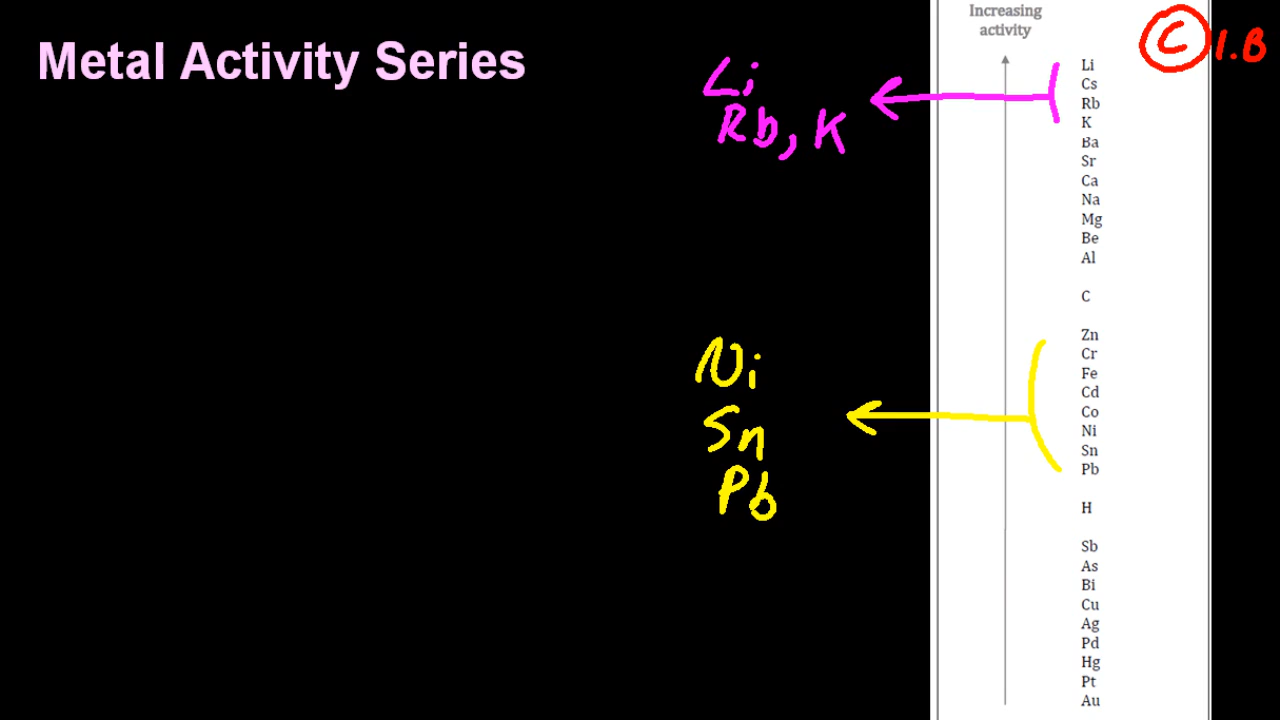 Metal Activity Series
Li
Rb, K
Ni
Sn
Pb
Increasing
activity
Li
Cs
Rb
K
Ba
Sr
Ca
Na
Mg
Be
Al
C
Zn
Cr
Fe
Cd
Co
Ni
Sn
Pb
H
Sb
As
Bi
Cu
Ag
Pd
Hg
Pt
Au
© 1.B